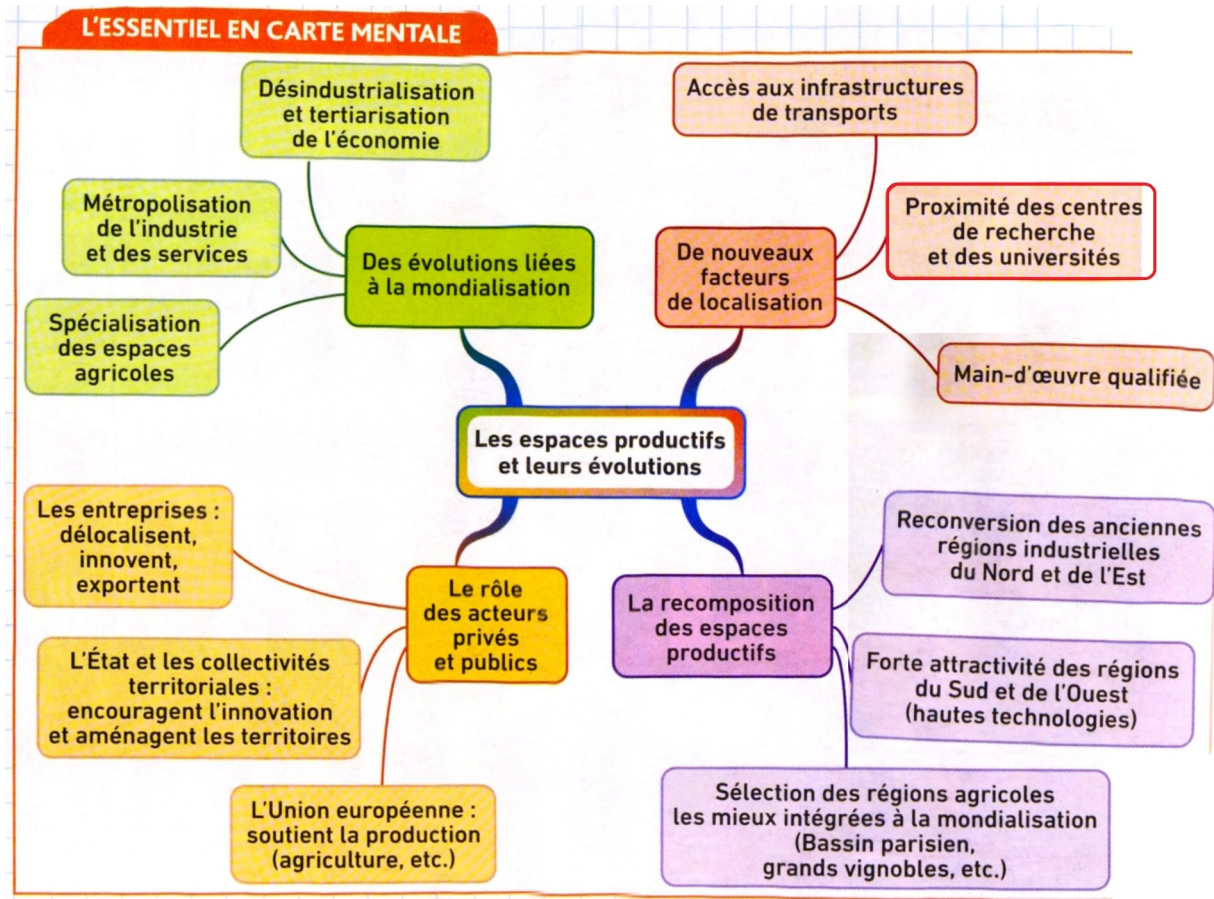 L'ESSENTIEL EN CARTE MENTALE
Désindustrialisation
et tertiarisation
de l'économie
Métropolisation
de l'industrie
et des services
Spécialisation
des espaces
agricoles
Des évolutions liées
à la mondialisation
Accès aux infrastructures
de transports
Proximité des centres
de recherche
et des universités
Main-d'œuvre qualifiée
De nouveaux
facteurs
de localisation
Les espaces productifs
et leurs évolutions
Les entreprises :
délocalisent,
innovent,
exportent
L'État et les collectivités
territoriales :
encouragent l'innovation
et aménagent les territoires
L'Union européenne :
soutient la production
(agriculture, etc.)
Le rôle
des acteurs
privés
et publics
La recomposition
des espaces
productifs
Reconversion des anciennes
régions industrielles
du Nord et de l'Est
Forte attractivité des régions
du Sud et de l'Ouest
(hautes technologies)
Sélection des régions agricoles
les mieux intégrées à la mondialisation
(Bassin parisien,
grands vignobles, etc.)